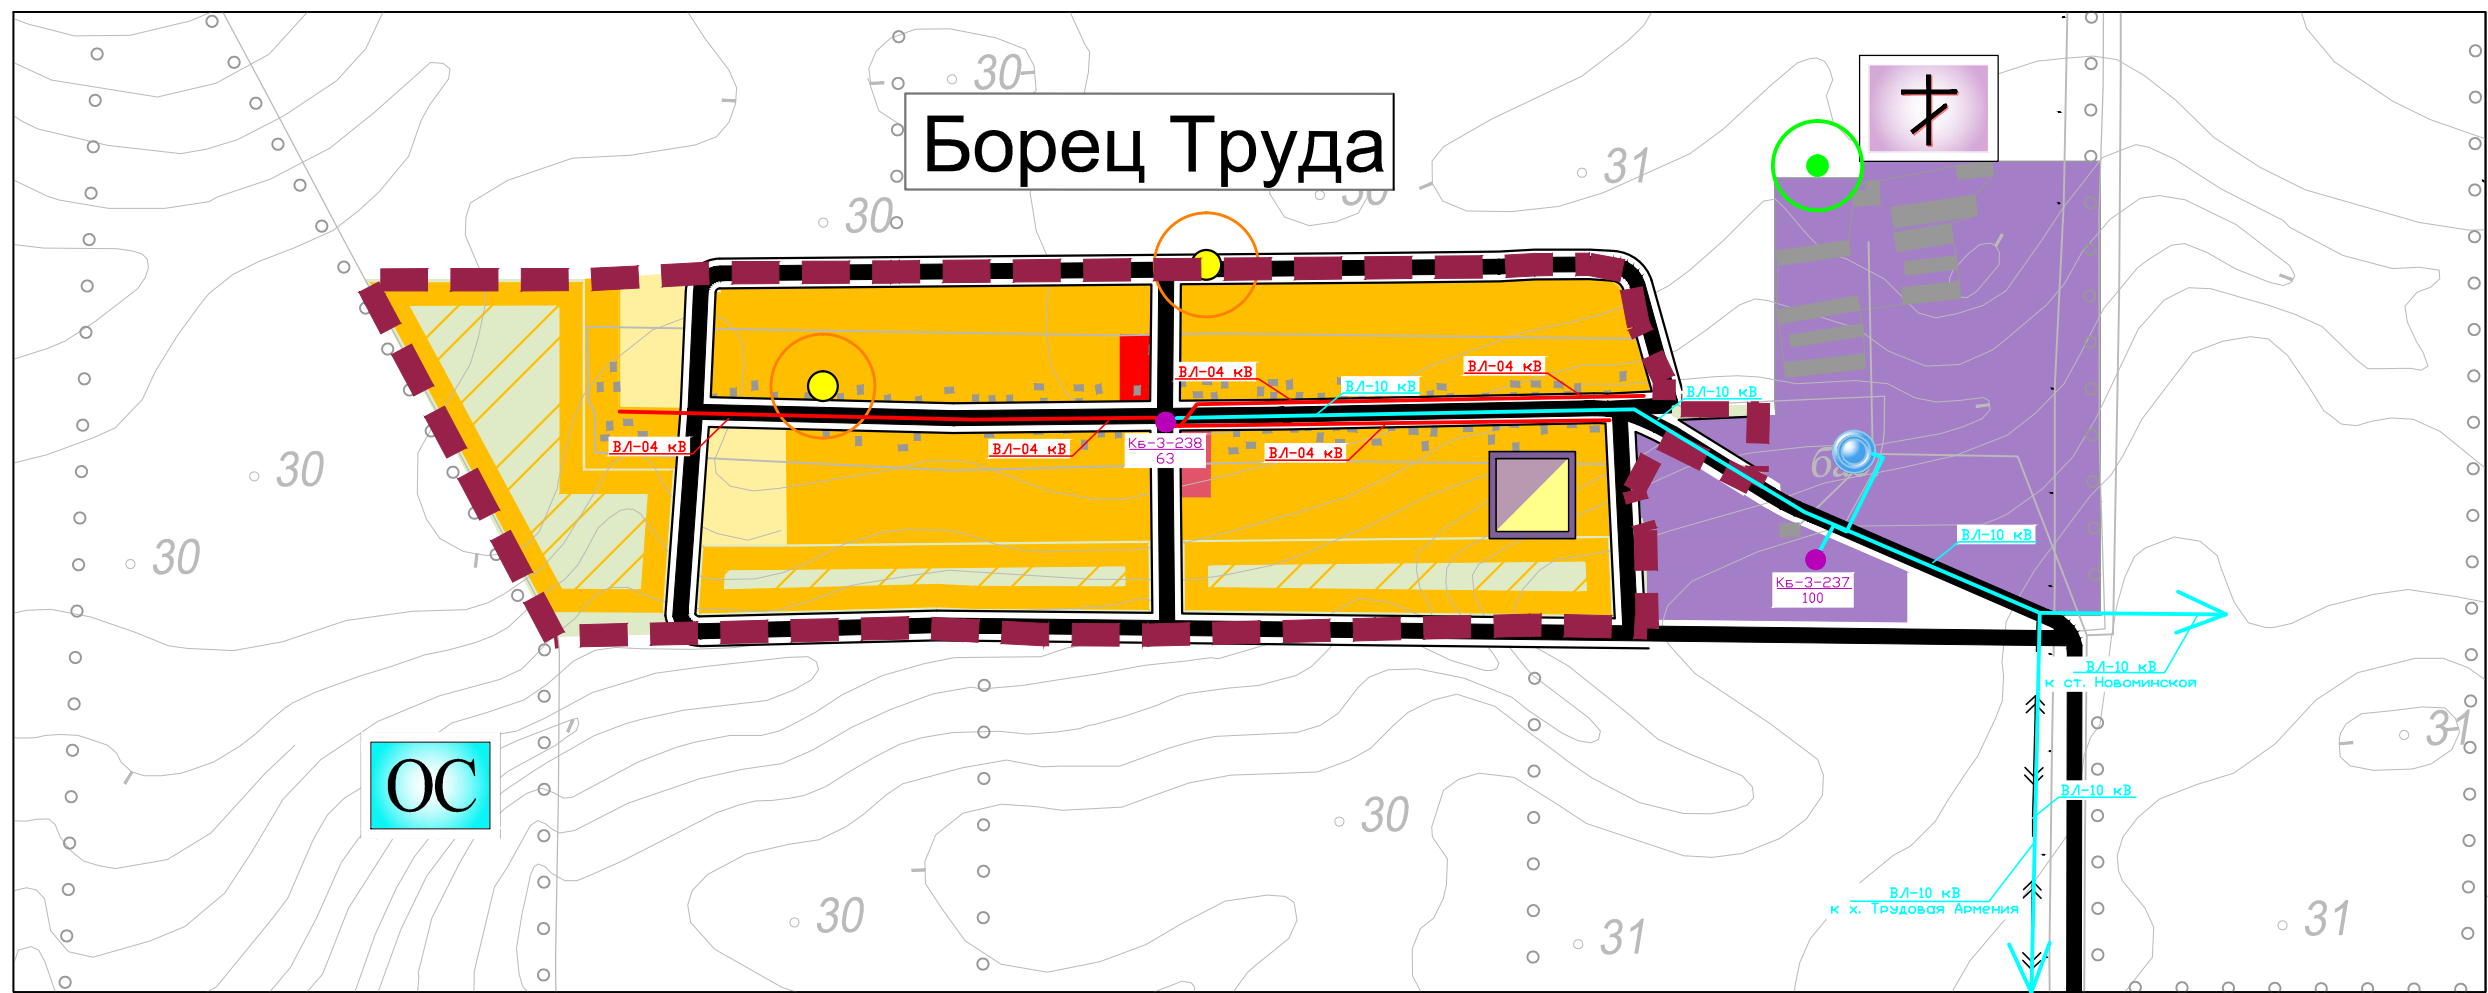 30
Борец Труда
31
30
30
ВЛ-04 кВ
ВЛ-04 кВ
ВЛ-10 кВ
ВЛ-10 кВ
ВЛ-04 кВ
ВЛ-04 кВ
ВЛ-04 кВ
Кб-3-238
63
30
30
ВЛ-10 кВ
Кб-3-237
100
ВЛ-10 кВ
к ст. Новоминской
31
ОС
ВЛ-10 кВ
30
30
31
ВЛ-10 кВ
к х. Трудовая Армения
31